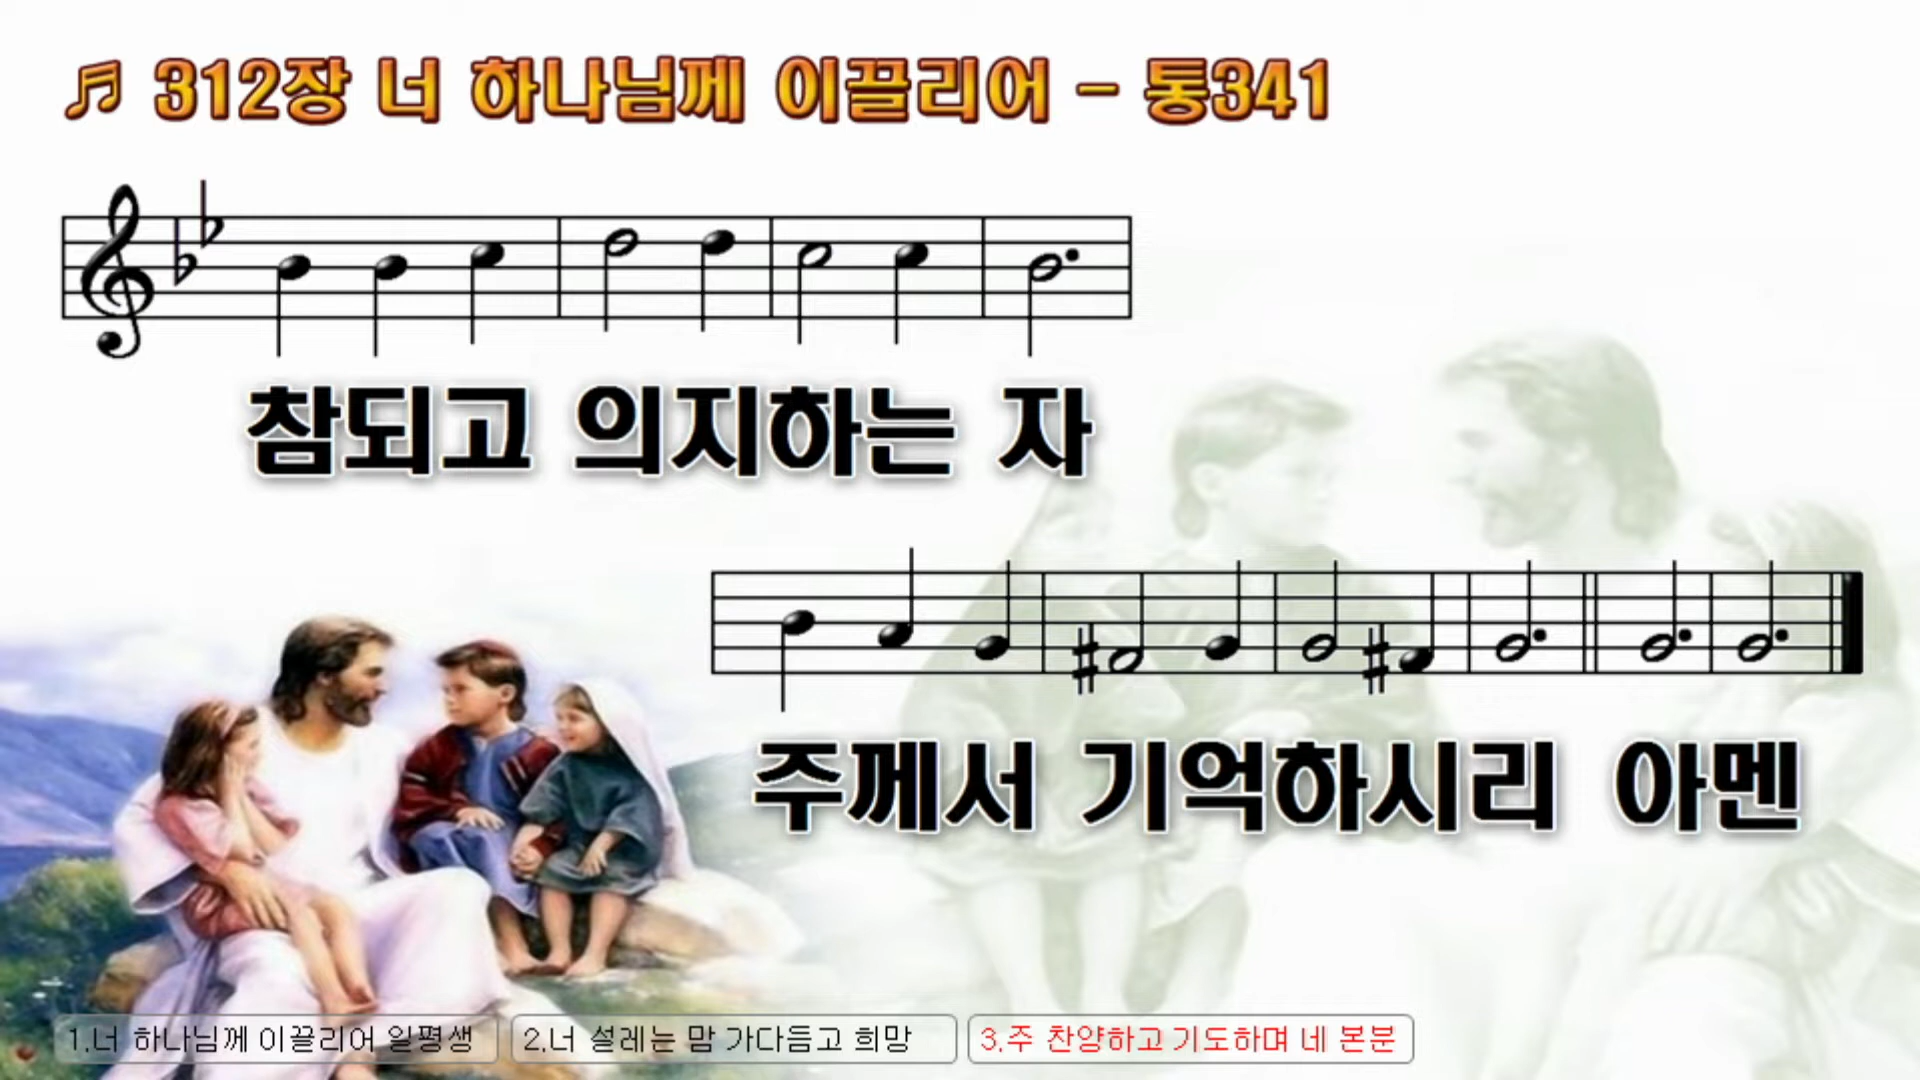 ♬ 312장 너 하나님께 이끌리어 - 통341
참되고 의지하는 자
주께서 기억하시리 아멘
1.너 하나님께 이끌리어 일평생 2.너 설레는 맘 가다듬고 희망 3.주 찬양하고 기도하며 네 본분